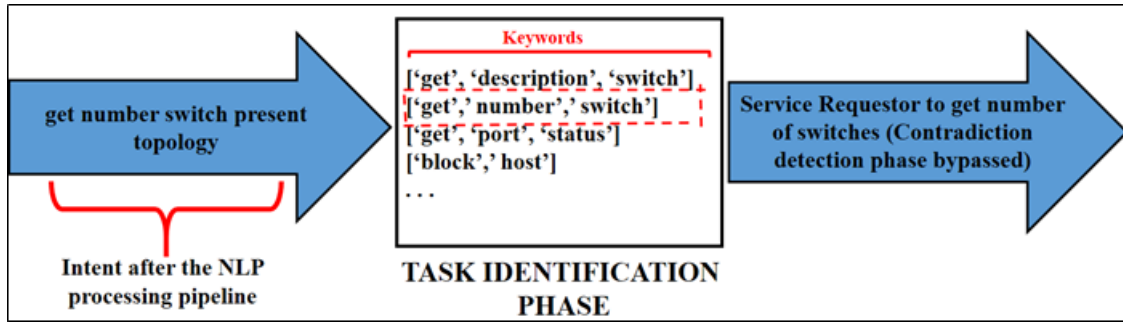 get number switch present
topology
Intent after the NLP
processing pipeline
Keywords
[‘get’, ‘description’, ‘switch’]
[‘get’,’ number’,’ switch’]
[‘get’, ‘port’, ‘status’]
[‘block’,’ host’]
. . .
TASK IDENTIFICATION
PHASE
Service Requestor to get number
of switches (Contradiction
detection phase bypassed)